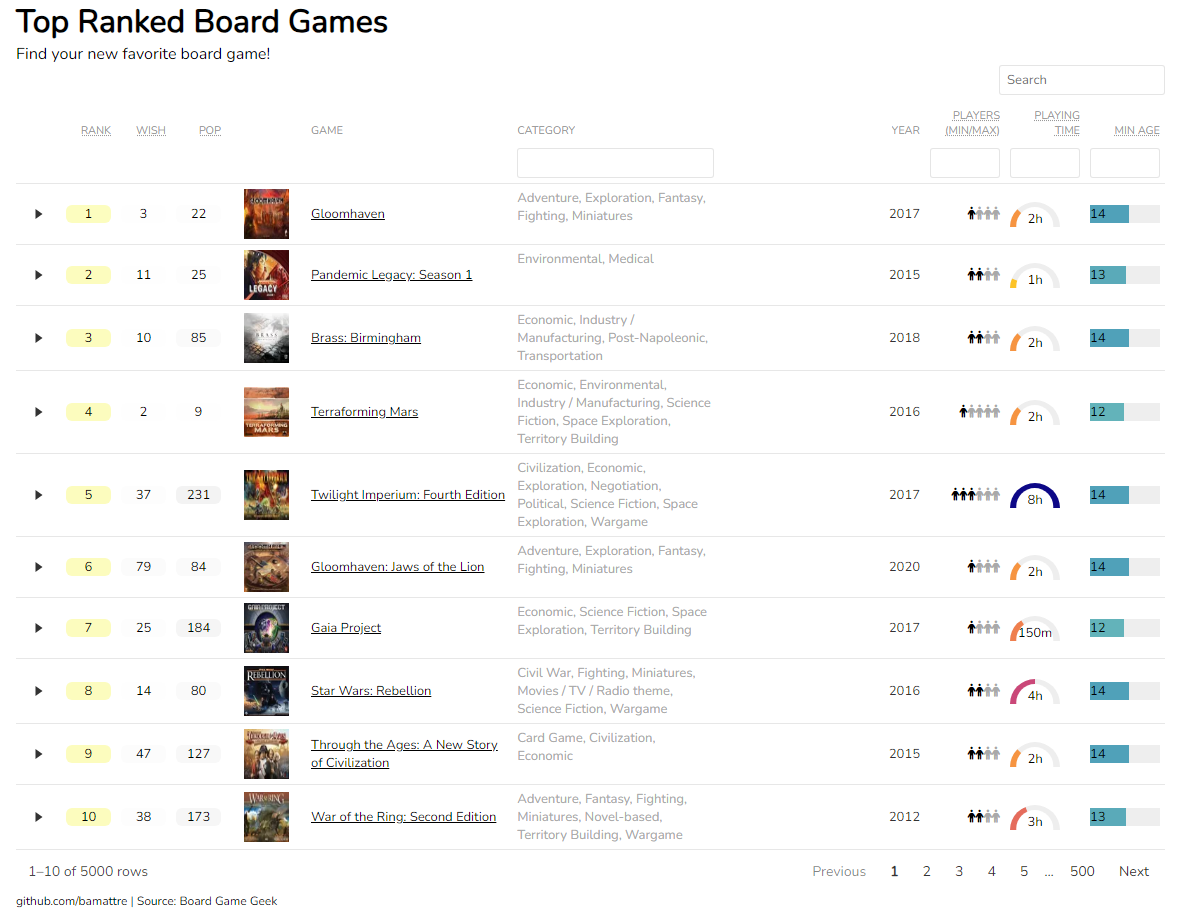 Top Ranked Board Games
Find your new favorite board game!
Search
RANK WISH POP GAME CATEGORY YEAR PLAYERS (MIN/MAX) PLAYING TIME MIN AGE
1 3 22 Gloomhaven Adventure, Exploration, Fantasy,
Fighting, Miniatures 2017 2h 14
2 11 25 Pandemic Legacy: Season 1 Environmental, Medical 2015 1h 13
LEGACY
3 10 85 Brass: Birmingham Economic, Industry /
Manufacturing, Post-Napoleonic,
Transportation 2018 2h 14
BRASS
4 2 9 Terraforming Mars Economic, Environmental,
Industry / Manufacturing, Science
Fiction, Space Exploration,
Territory Building 2016 2h 12
TERRAFORMING
MARS
5 37 231 Twilight Imperium: Fourth Edition Civilization, Economic,
Exploration, Negotiation,
Political, Science Fiction, Space
Exploration, Wargame 2017 8h 14
6 79 84 Gloomhaven: Jaws of the Lion Adventure, Exploration, Fantasy,
Fighting, Miniatures 2020 2h 14
7 25 184 Gaia Project Economic, Science Fiction, Space
Exploration, Territory Building 2017 150m 12
GAIA PROJECT
8 14 80 Star Wars: Rebellion Civil War, Fighting, Miniatures,
Movies / TV / Radio theme,
Science Fiction, Wargame 2016 4h 14
REBELLION
9 47 127 Through the Ages: A New Story
of Civilization Card Game, Civilization,
Economic 2015 2h 14
10 38 173 War of the Ring: Second Edition Adventure, Fantasy, Fighting,
Miniatures, Novel-based,
Territory Building, Wargame 2012 3h 13
WAR OF THE RING
1–10 of 5000 rows Previous 1 2 3 4 5 ... 500 Next
github.com/bamattre | Source: Board Game Geek